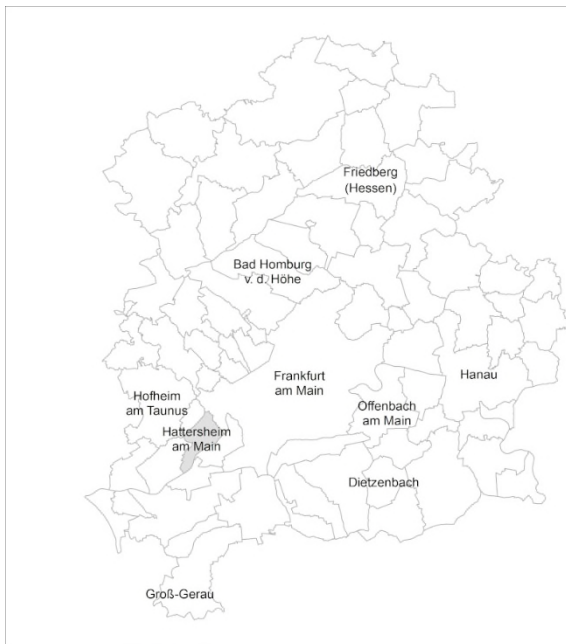 Friedberg
(Hessen)
Bad Homburg
v. d. Höhe
Frankfurt
am Main
Hanau
Hofheim
am Taunus
Offenbach
am Main
Hattersheim
am Main
Dietzenbach
Groß-Gerau